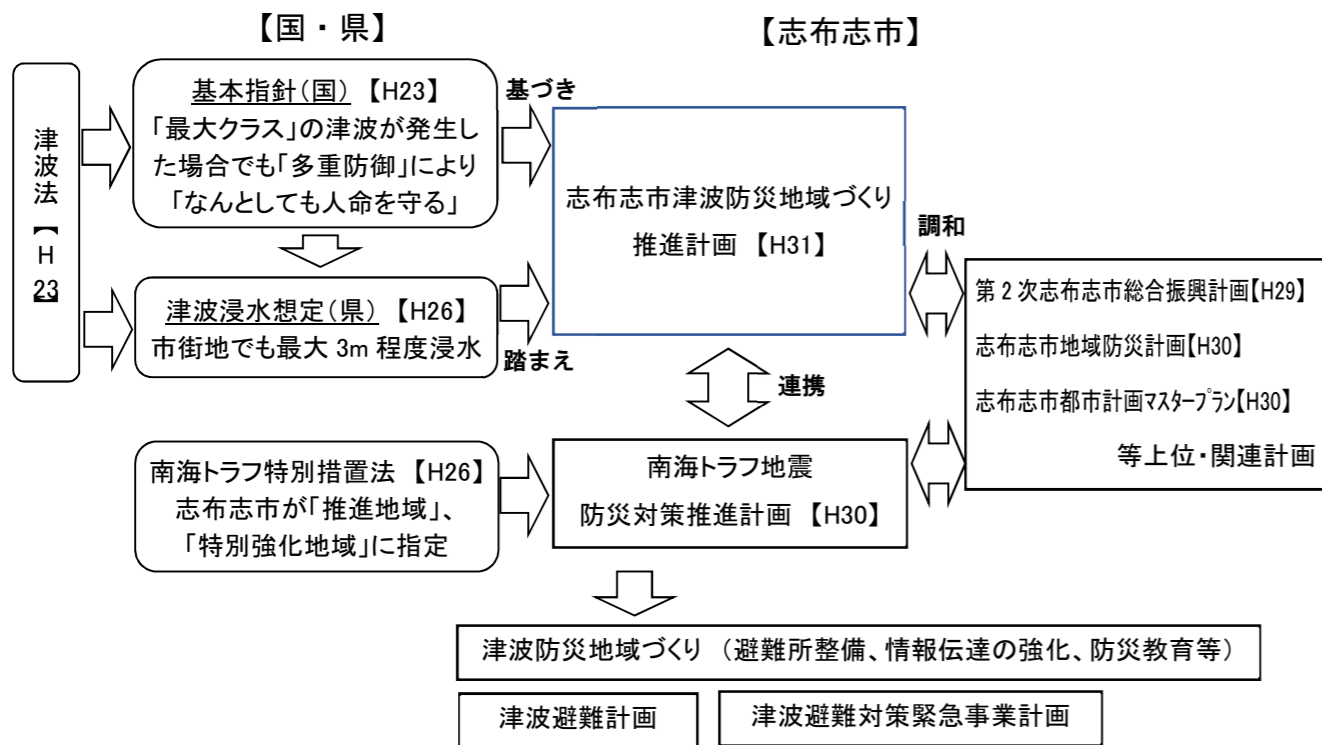 【国・県】
【志布志市】
津波法【H23】
基本指針（国）【H23】
「最大クラス」の津波が発生し
た場合でも「多重防御」により
「なんとしても人命を守る」
基づき
津波浸水想定（県）【H26】
市街地でも最大 3m 程度浸水
踏まえ
志布志市津波防災地域づくり
推進計画 【H31】
調和
第２次志布志市総合振興計画【H29】
志布志市地域防災計画【H30】
志布志市都市計画マスタープラン【H30】
等上位・関連計画
連携
南海トラフ特別措置法 【H26】
志布志市が「推進地域」、
「特別強化地域」に指定
南海トラフ地震
防災対策推進計画 【H30】
津波防災地域づくり （避難所整備、情報伝達の強化、防災教育等）
津波避難計画
津波避難対策緊急事業計画